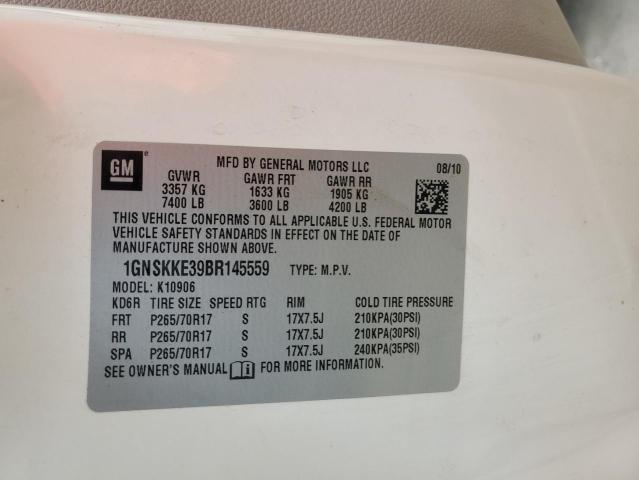 GM
MFD BY GENERAL MOTORS LLC 08/10
GVWR GAWR FRT GAWR RR
3357 KG 1633 KG 1905 KG
7400 LB 3600 LB 4200 LB
THIS VEHICLE CONFORMS TO ALL APPLICABLE U.S. FEDERAL MOTOR
VEHICLE SAFETY STANDARDS IN EFFECT ON THE DATE OF
MANUFACTURE SHOWN ABOVE.
1GNSKKE39BR145559 TYPE: M.P.V.
MODEL: K10906
KD6R TIRE SIZE SPEED RTG RIM COLD TIRE PRESSURE
FRT P265/70R17 S 17X7.5J 210KPA(30PSI)
RR P265/70R17 S 17X7.5J 210KPA(30PSI)
SPA P265/70R17 S 17X7.5J 240KPA(35PSI)
SEE OWNER'S MANUAL FOR MORE INFORMATION.